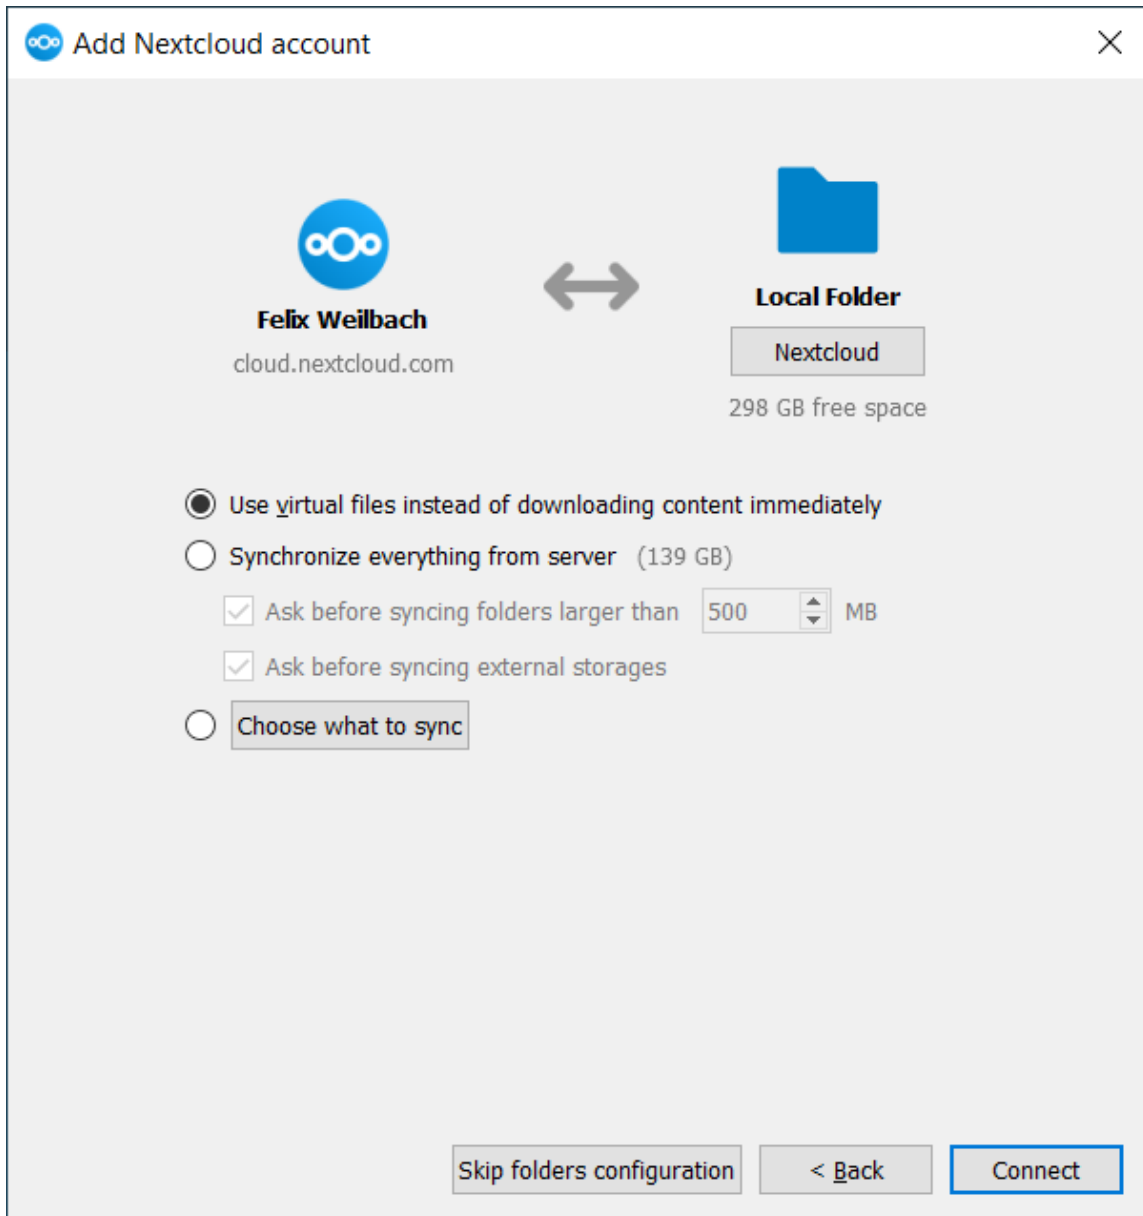 Add Nextcloud account
Felix Weilbach
cloud.nextcloud.com
Local Folder
Nextcloud
298 GB free space
Use virtual files instead of downloading content immediately
Synchronize everything from server (139 GB)
Ask before syncing folders larger than 500 MB
Ask before syncing external storages
Choose what to sync
Skip folders configuration < Back Connect